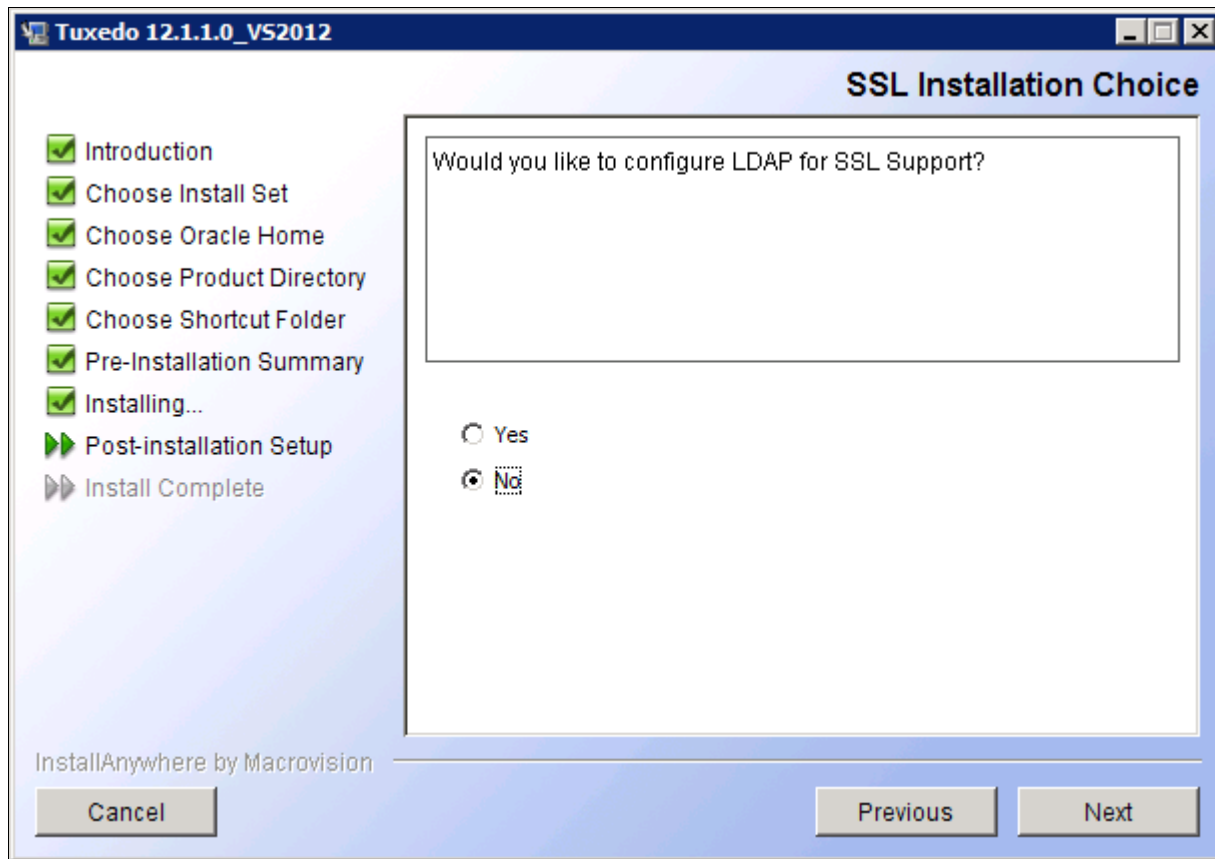 Tuxedo 12.1.1.0_VS2012
SSL Installation Choice
Introduction
Choose Install Set
Choose Oracle Home
Choose Product Directory
Choose Shortcut Folder
Pre-Installation Summary
Installing...
Post-installation Setup
Install Complete
Would you like to configure LDAP for SSL Support?
Yes
No
InstallAnywhere by Macrovision
Cancel
Previous
Next